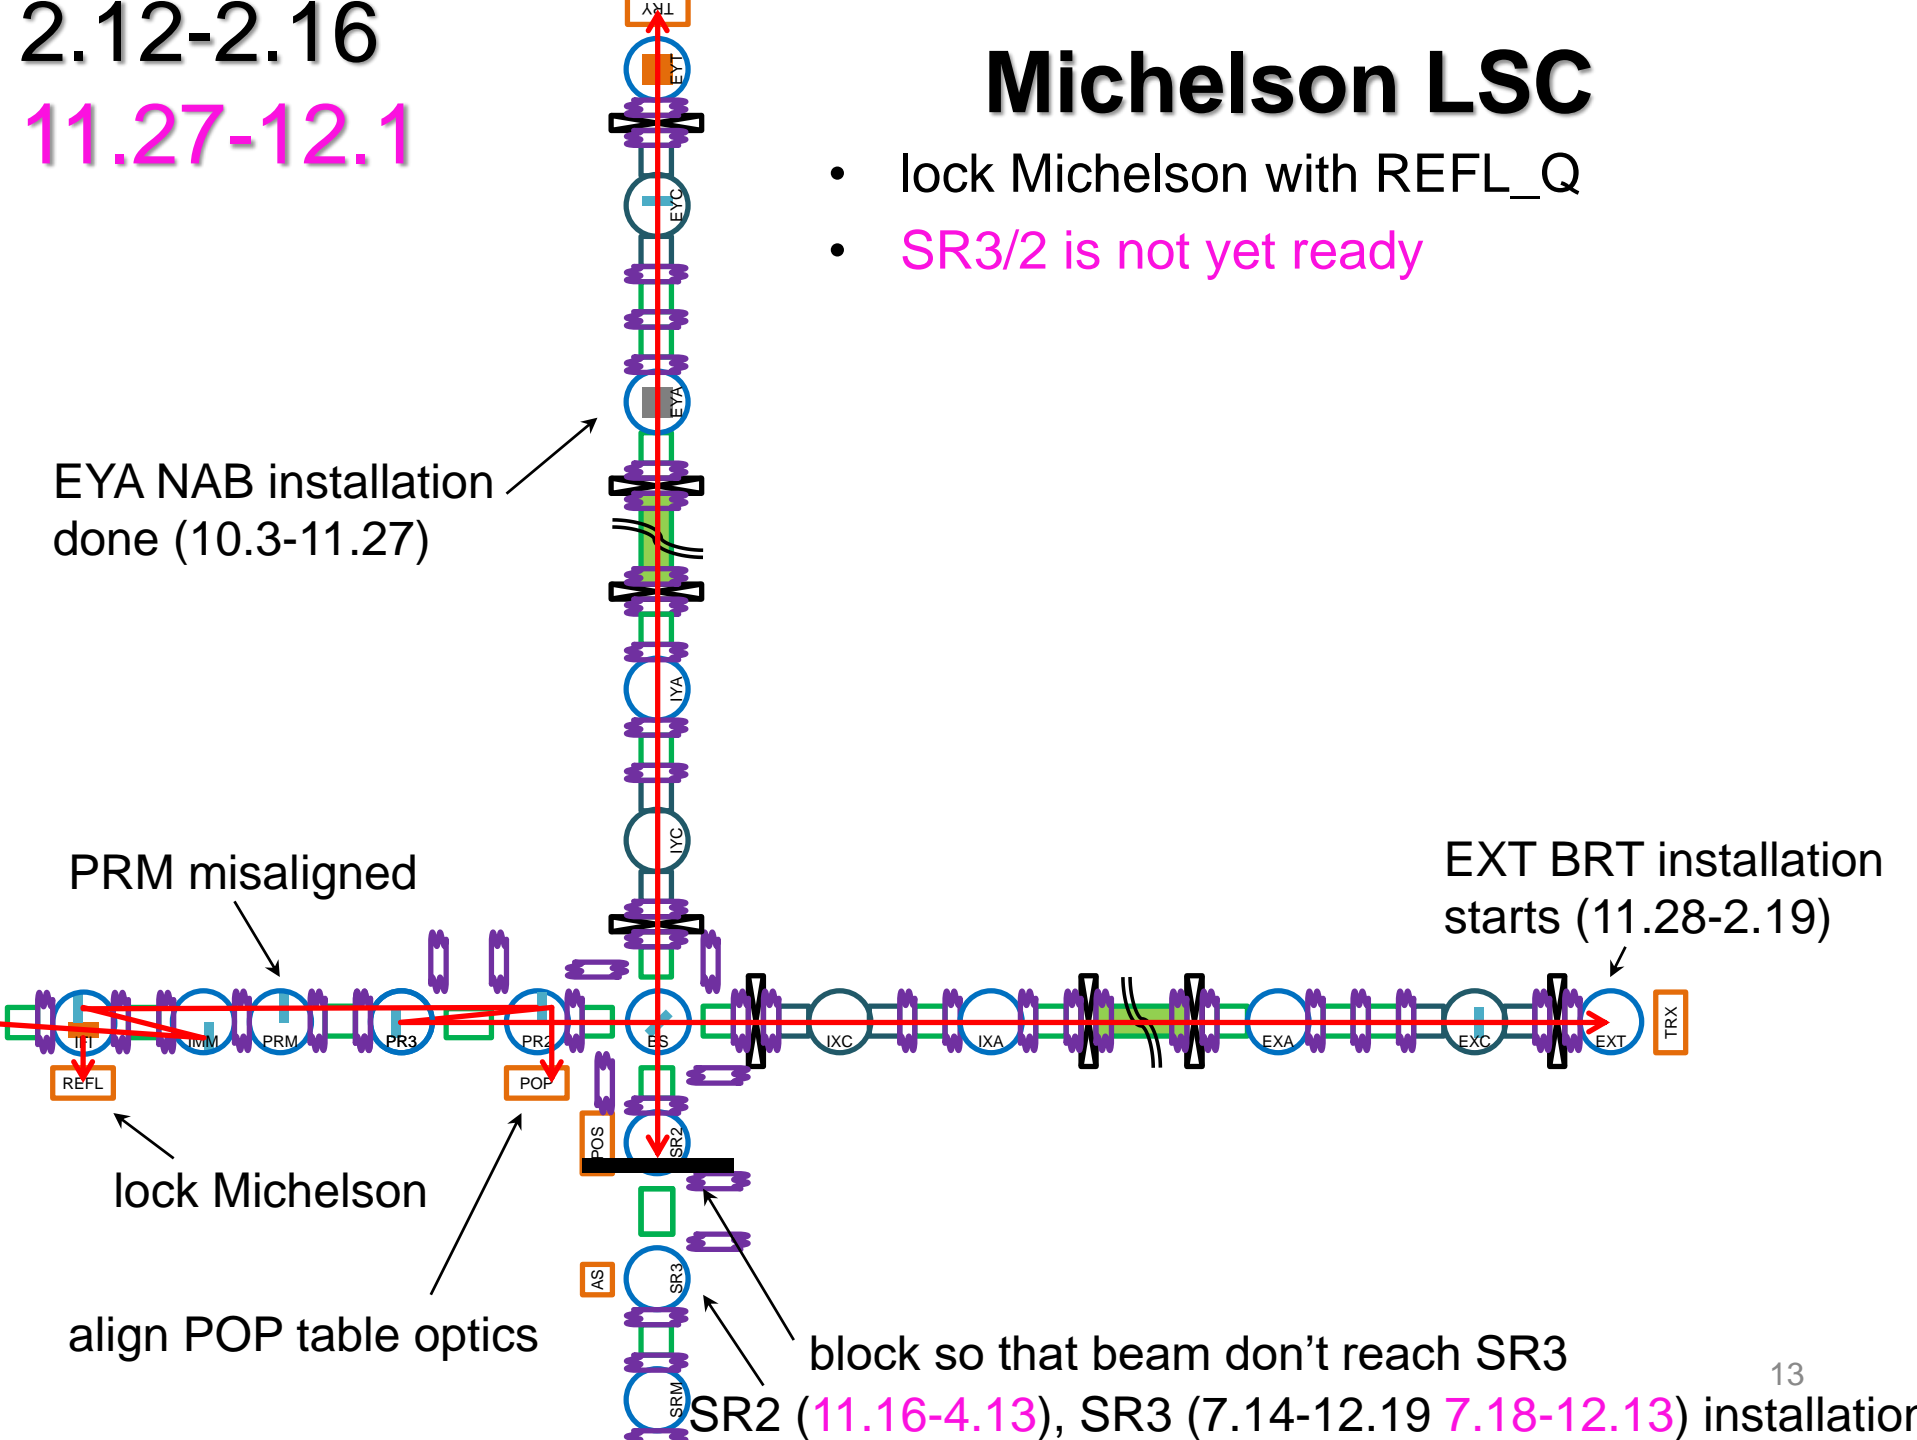 2.12-2.16
11.27-12.1
Michelson LSC
• lock Michelson with REFL_Q
• SR3/2 is not yet ready
TRY
EYT
EYC
EYA
EYA NAB installation
done (10.3-11.27)
IYA
IYC
PRM misaligned
EXT BRT installation
starts (11.28-2.19)
IFI
IMM
PRM
PR3
PR2
BS
IXC
IXA
EXA
EXC
EXT
TRX
REFL
POP
POS
SR2
lock Michelson
AS
SR3
align POP table optics
block so that beam don't reach SR3
13
SRM
SR2 (11.16-4.13), SR3 (7.14-12.19 7.18-12.13) installation